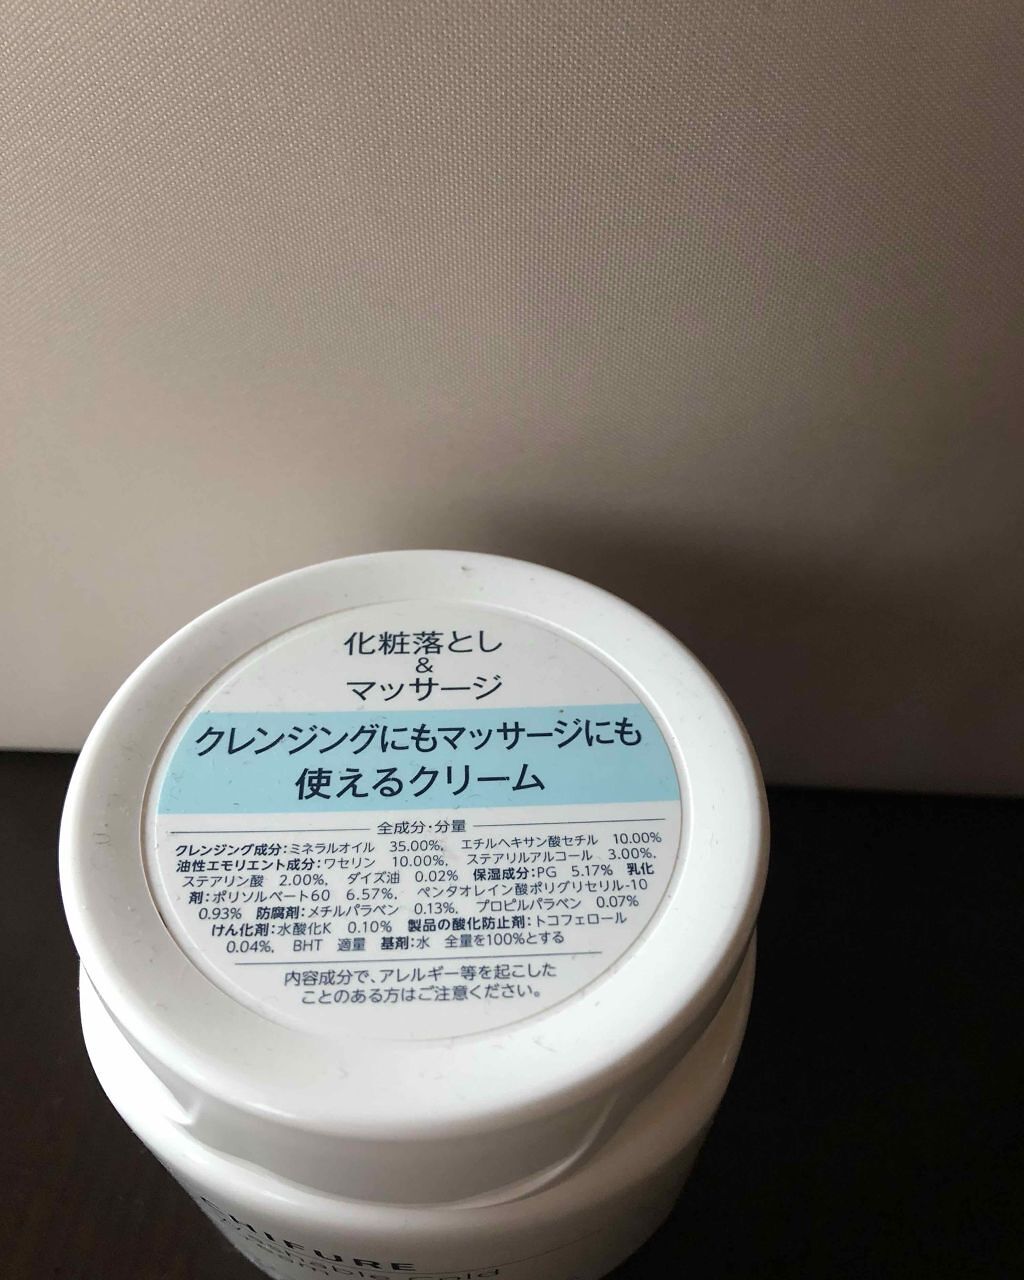 化粧落とし
&
マッサージ
クレンジングにもマッサージにも
使えるクリーム
全成分・分量
クレンジング成分:ミネラルオイル 35.00%、 エチルヘキサン酸セチル 10.00%
油性エモリエント成分:ワセリン 10.00%、 ステアリルアルコール 3.00%、
ステアリン酸 2.00%、 ダイズ油 0.02% 保湿成分:PG 5.17% 乳化
剤:ポリソルベート60 6.57%、 ペンタオレイン酸ポリグリセリル-10
0.93% 防腐剤:メチルパラベン 0.13%、 プロピルパラベン 0.07%
けん化剤:水酸化K 0.10% 製品の酸化防止剤:トコフェロール
0.04%、 BHT 適量 基剤:水 全量を100%とする
内容成分で、アレルギー等を起こした
ことのある方はご注意ください。
CHIFURE
Washable Cold